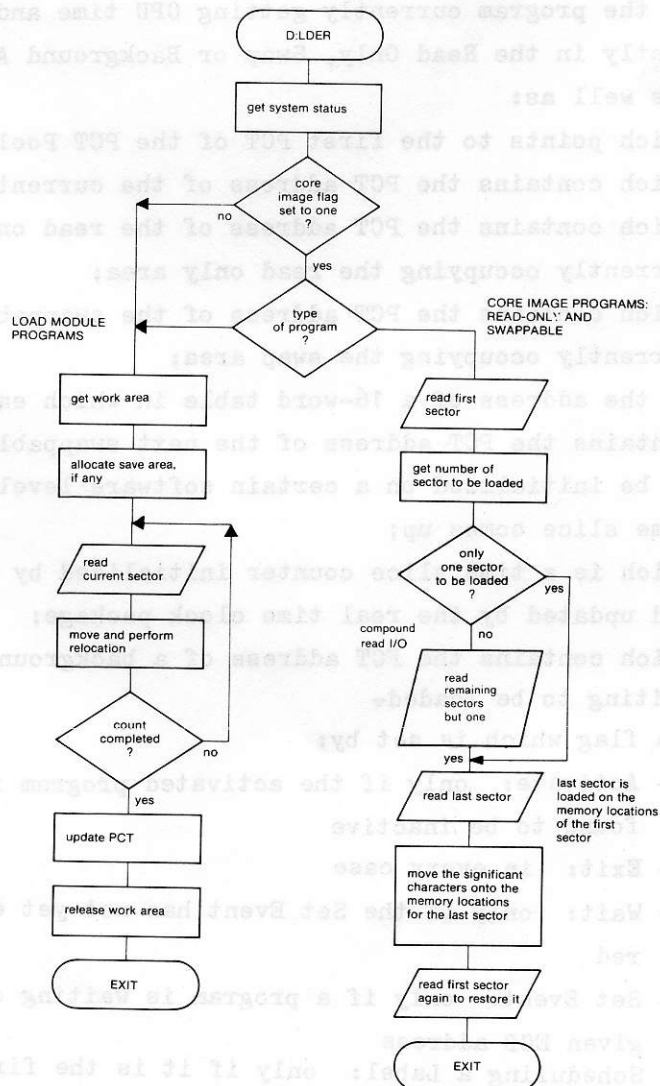 D:LDER
get system status
core
image flag
set to one
?
no
yes
type
of program
?
LOAD MODULE
PROGRAMS
CORE IMAGE PROGRAMS;
READ-ONLY AND
SWAPPABLE
get work area
allocate save area,
if any
read
current sector
move and perform
relocation
count
completed
?
no
yes
update PCT
release work area
EXIT
read first
sector
get number of
sector to be loaded
only
one sector
to be loaded
?
yes
no
compound
read I/O
read
remaining
sectors
but one
yes
read last sector
last sector is
loaded on the
memory locations
of the first
sector
move the significant
characters onto the
memory locations
for the last sector
read first sector
again to restore it
EXIT